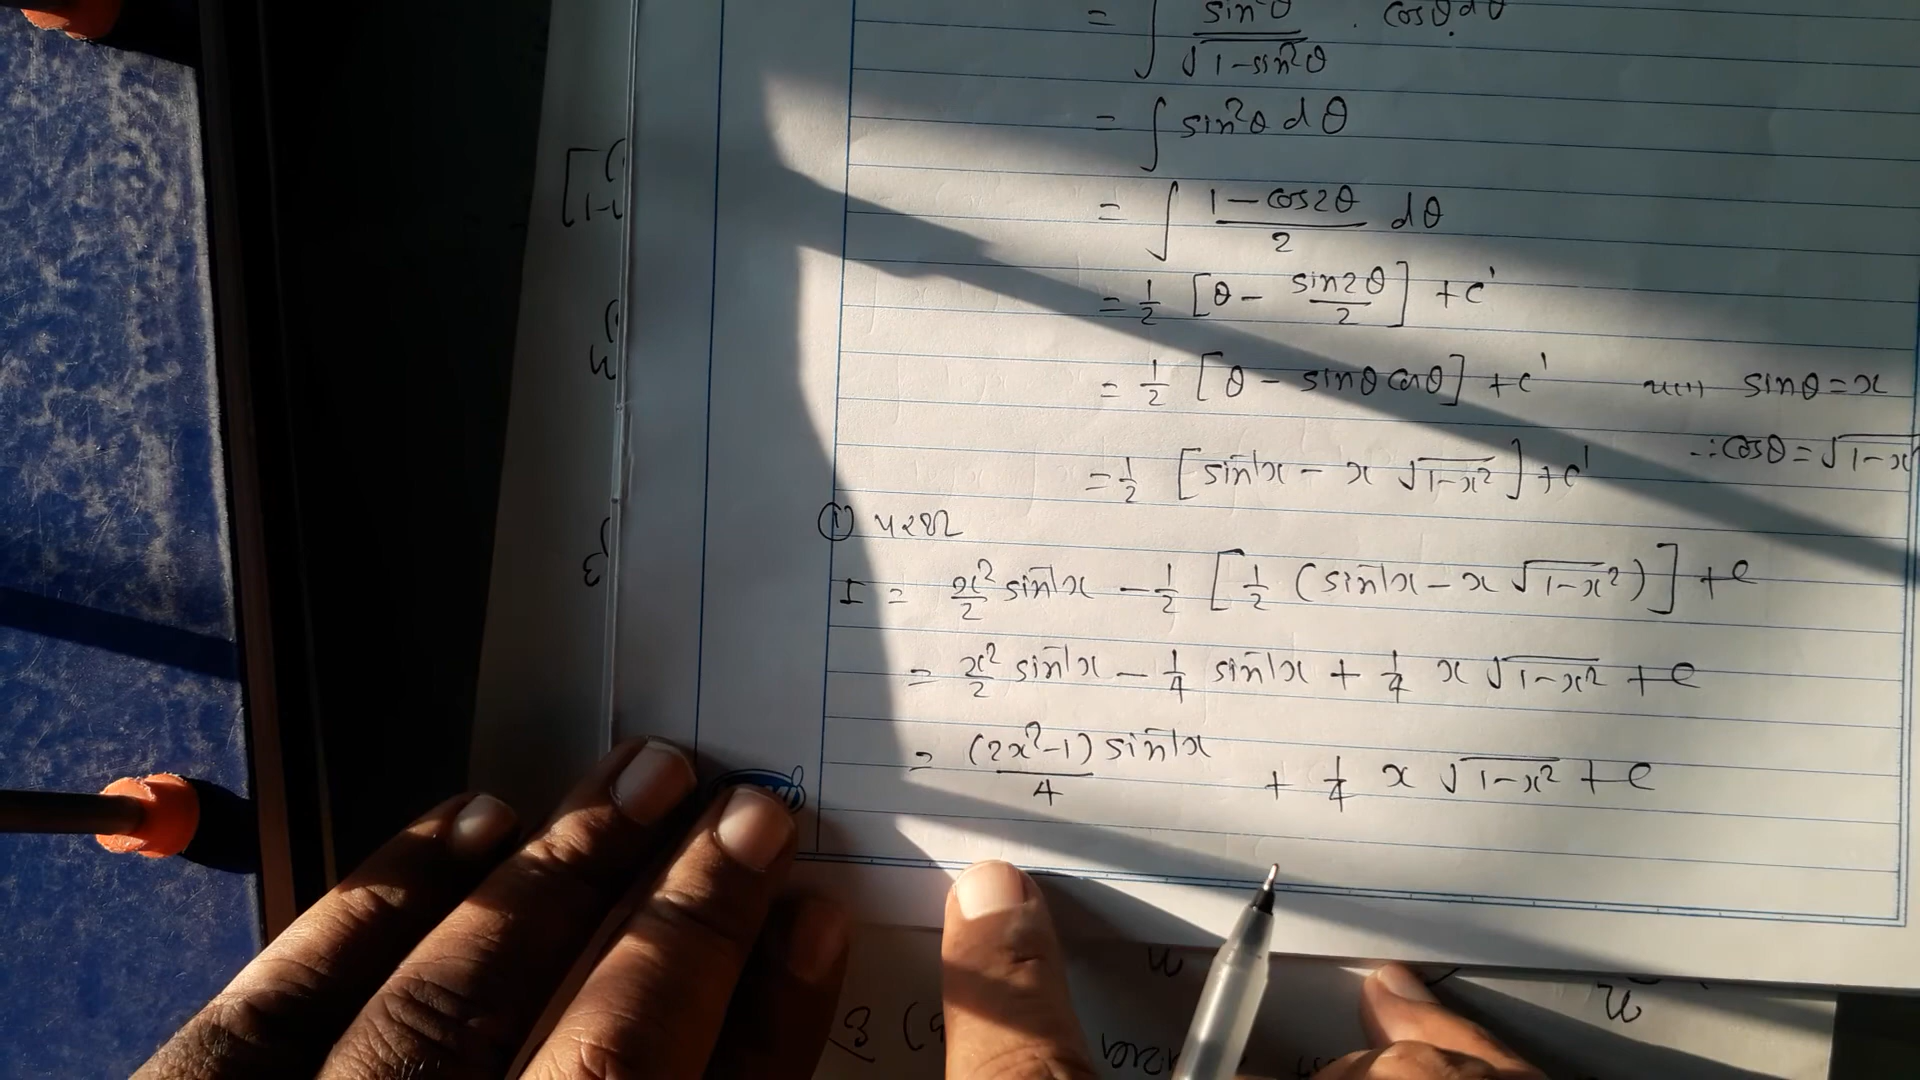 = ∫ sin²θ / √1-sin²θ . cosθ dθ
= ∫ sin²θ dθ
= ∫ 1-cos2θ / 2 dθ
= 1/2 [θ - sin2θ/2] + c'
= 1/2 [θ - sinθ cosθ] + c' sinθ = x
∴ cosθ = √1-x
= 1/2 [sin⁻¹x - x √1-x²] + c'
① પરથી
I = x²/2 sin⁻¹x - 1/2 [1/2 (sin⁻¹x - x √1-x²)] + c
= x²/2 sin⁻¹x - 1/4 sin⁻¹x + 1/4 x √1-x² + c
= (2x²-1) sin⁻¹x / 4 + 1/4 x √1-x² + c